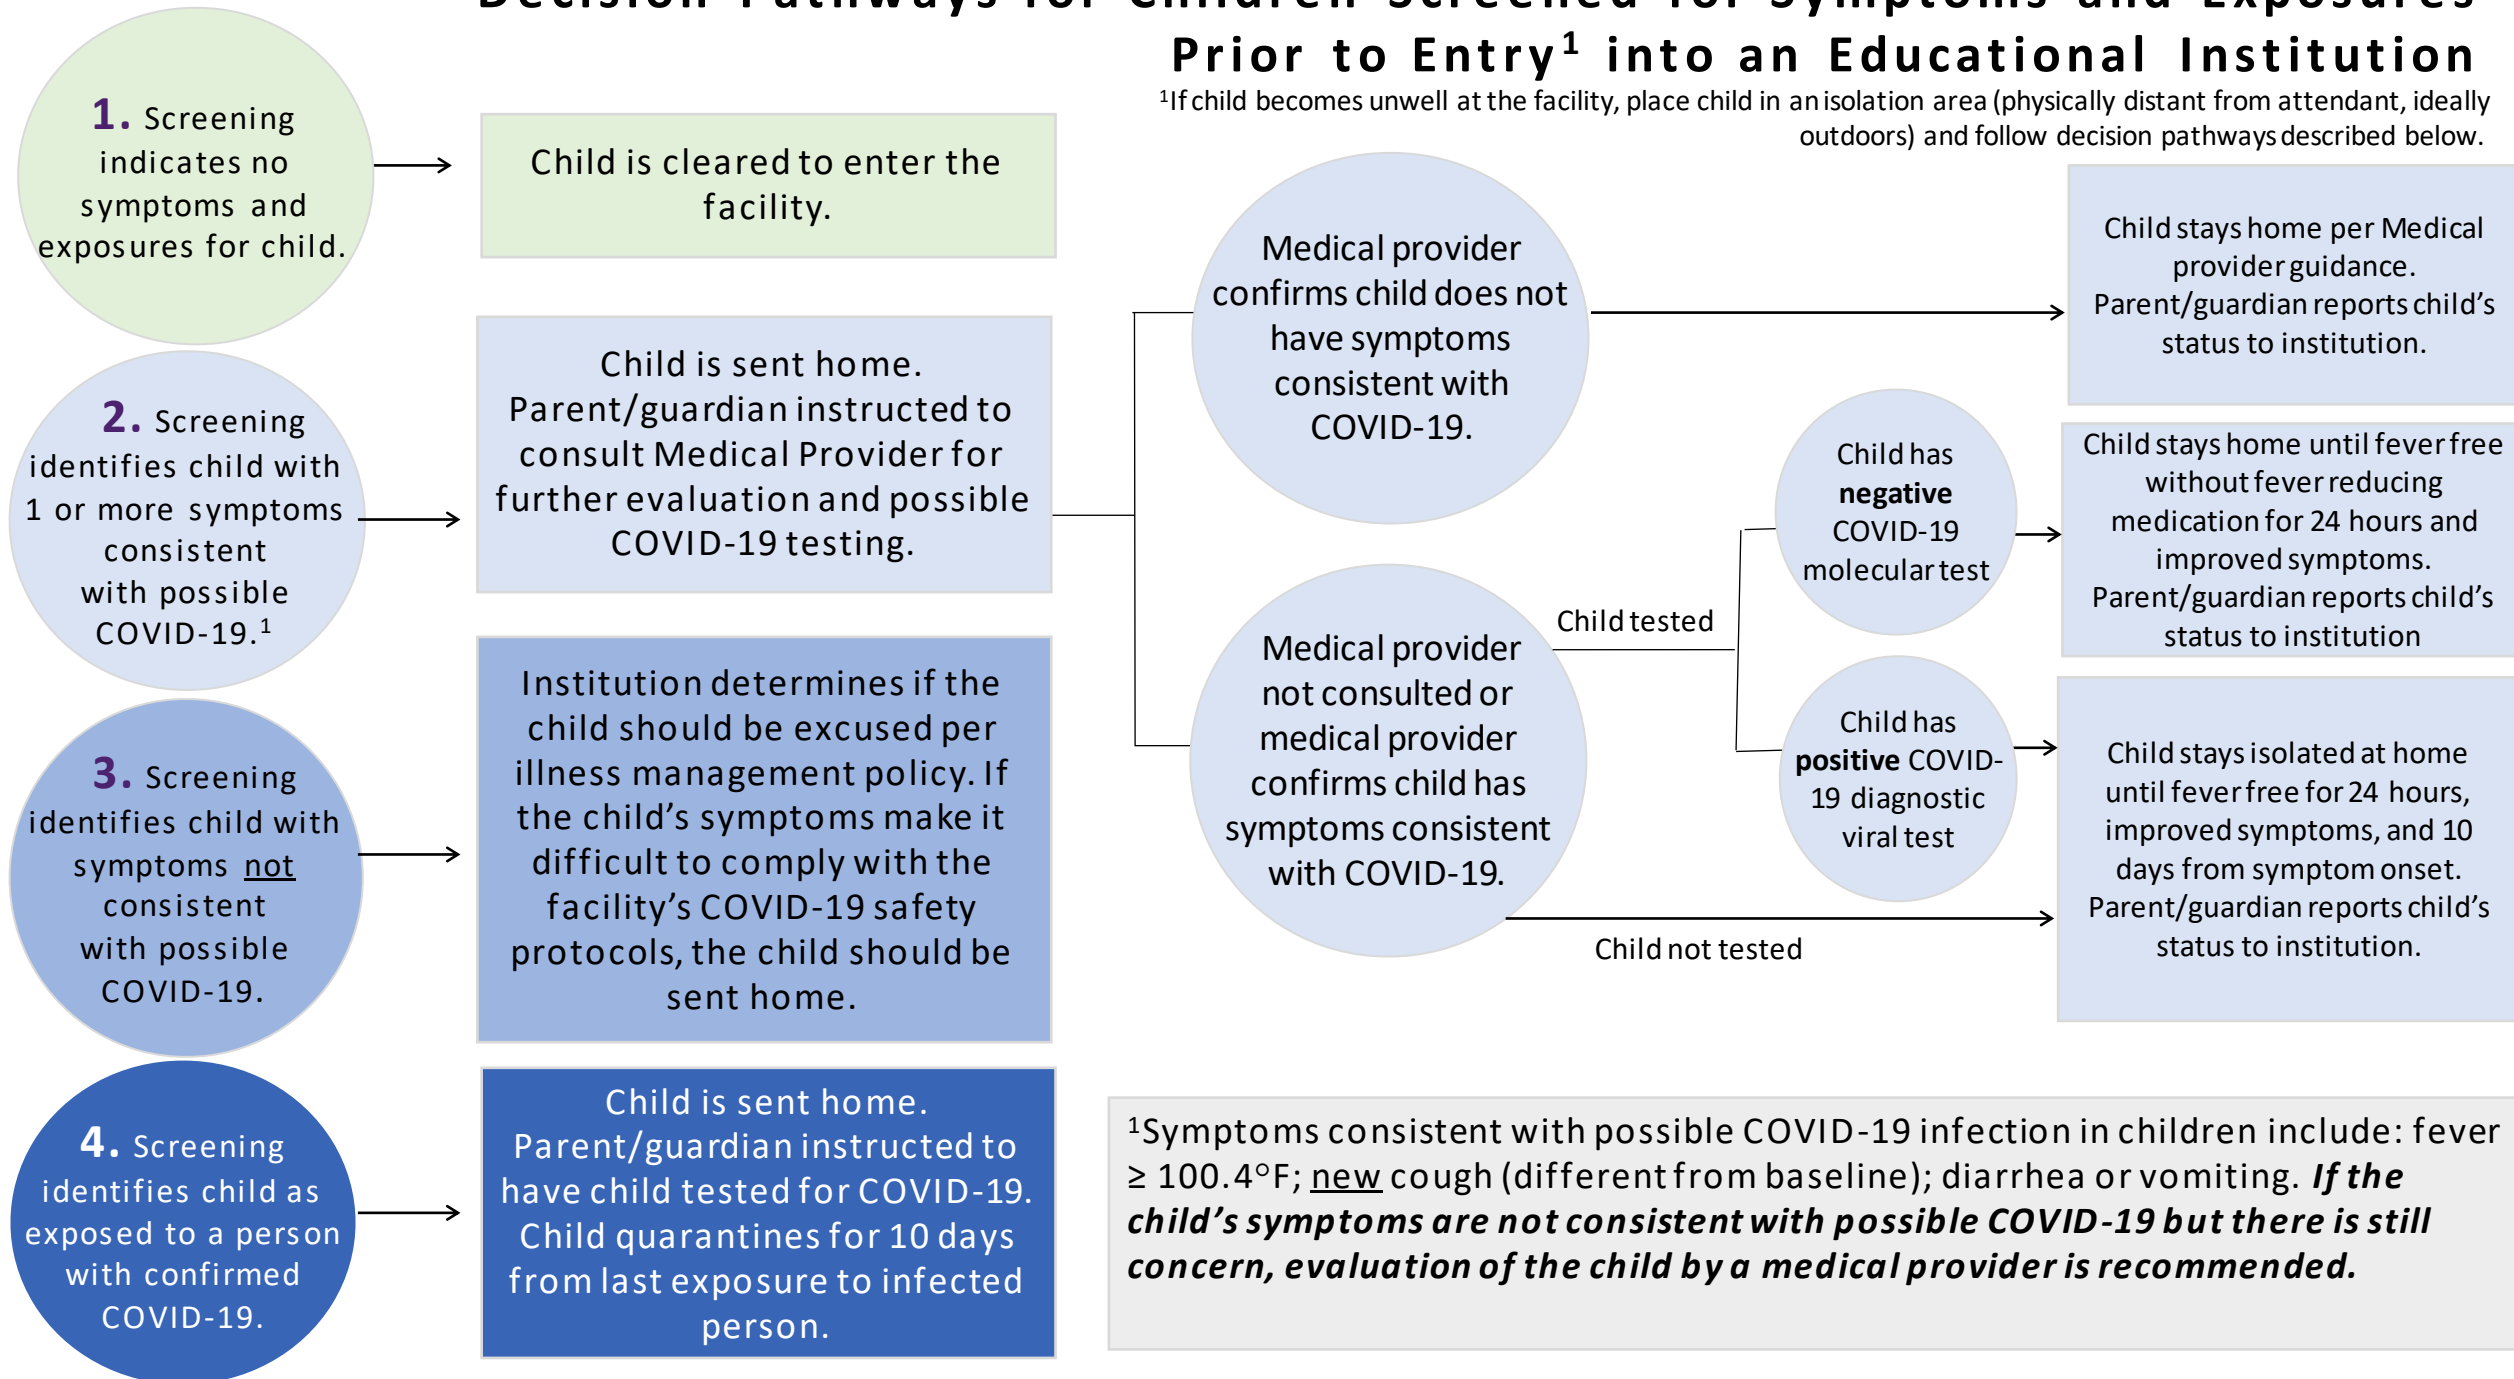 Decision Pathways for Children Screened for Symptoms and Exposures
Prior to Entry¹ into an Educational Institution
¹If child becomes unwell at the facility, place child in an isolation area (physically distant from attendant, ideally
outdoors) and follow decision pathways described below.
1. Screening
indicates no
symptoms and
exposures for child.
Child is cleared to enter the
facility.
2. Screening
identifies child with
1 or more symptoms
consistent
with possible
COVID-19.¹
Child is sent home.
Parent/guardian instructed to
consult Medical Provider for
further evaluation and possible
COVID-19 testing.
Medical provider
confirms child does not
have symptoms
consistent with
COVID-19.
Child stays home per Medical
provider guidance.
Parent/guardian reports child's
status to institution.
Medical provider
not consulted or
medical provider
confirms child has
symptoms consistent
with COVID-19.
Child tested
Child has
negative
COVID-19
molecular test
Child stays home until fever free
without fever reducing
medication for 24 hours and
improved symptoms.
Parent/guardian reports child's
status to institution
Child has
positive COVID-
19 diagnostic
viral test
Child not tested
Child stays isolated at home
until fever free for 24 hours,
improved symptoms, and 10
days from symptom onset.
Parent/guardian reports child's
status to institution.
3. Screening
identifies child with
symptoms not
consistent
with possible
COVID-19.
Institution determines if the
child should be excused per
illness management policy. If
the child's symptoms make it
difficult to comply with the
facility's COVID-19 safety
protocols, the child should be
sent home.
4. Screening
identifies child as
exposed to a person
with confirmed
COVID-19.
Child is sent home.
Parent/guardian instructed to
have child tested for COVID-19.
Child quarantines for 10 days
from last exposure to infected
person.
¹Symptoms consistent with possible COVID-19 infection in children include: fever
≥ 100.4°F; new cough (different from baseline); diarrhea or vomiting. If the
child's symptoms are not consistent with possible COVID-19 but there is still
concern, evaluation of the child by a medical provider is recommended.